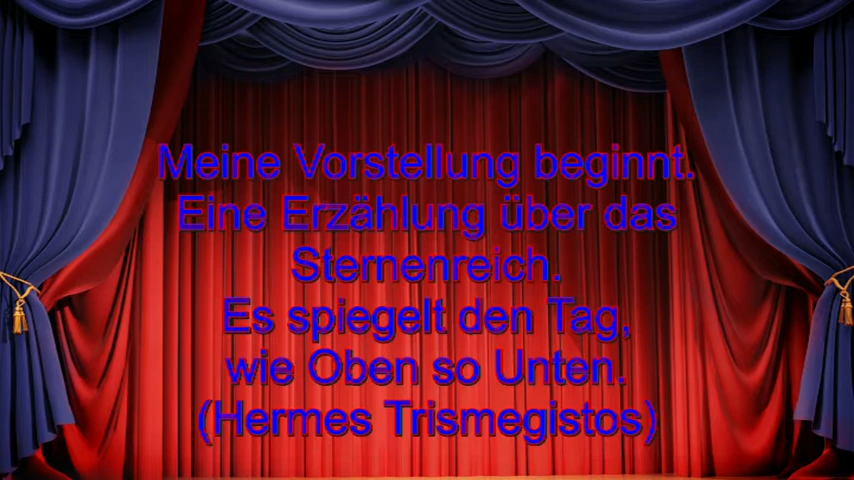 Meine Vorstellung beginnt.
Eine Erzählung über das
Sternenreich.
Es spiegelt den Tag,
wie Oben so Unten.
(Hermes Trismegistos)